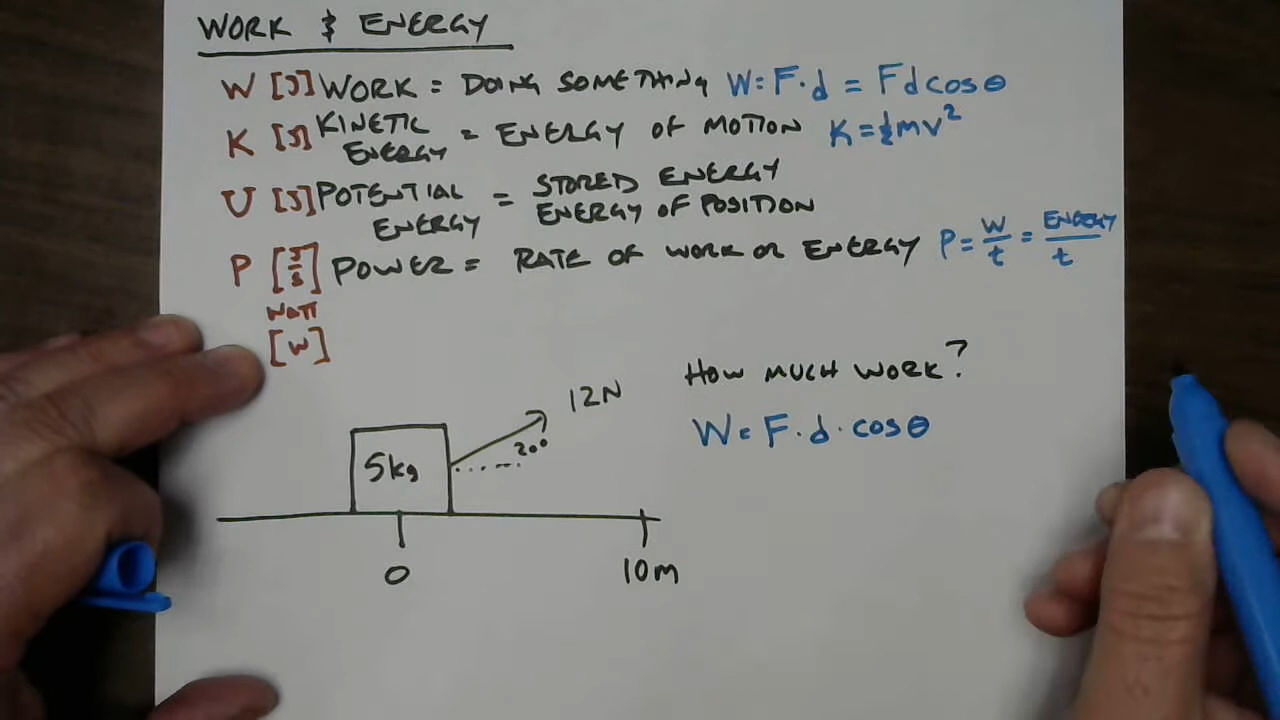 WORK & ENERGY
W [J] WORK = DOING SOMETHING W = F · d = Fd cos θ
K [J] KINETIC ENERGY = ENERGY OF MOTION K = ½mv²
U [J] POTENTIAL ENERGY = STORED ENERGY
ENERGY OF POSITION
P [J/s] POWER = RATE OF WORK OR ENERGY P = W/t = ENERGY/t
WATT
[W]
HOW MUCH WORK?
W = F · d · cos θ
12N
20°
5kg
0
10m